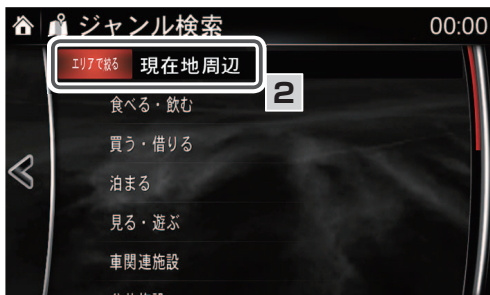 ジャンル検索 00:00
エリアで絞る 現在地周辺
2
食べる・飲む
買う・借りる
泊まる
見る・遊ぶ
車関連施設